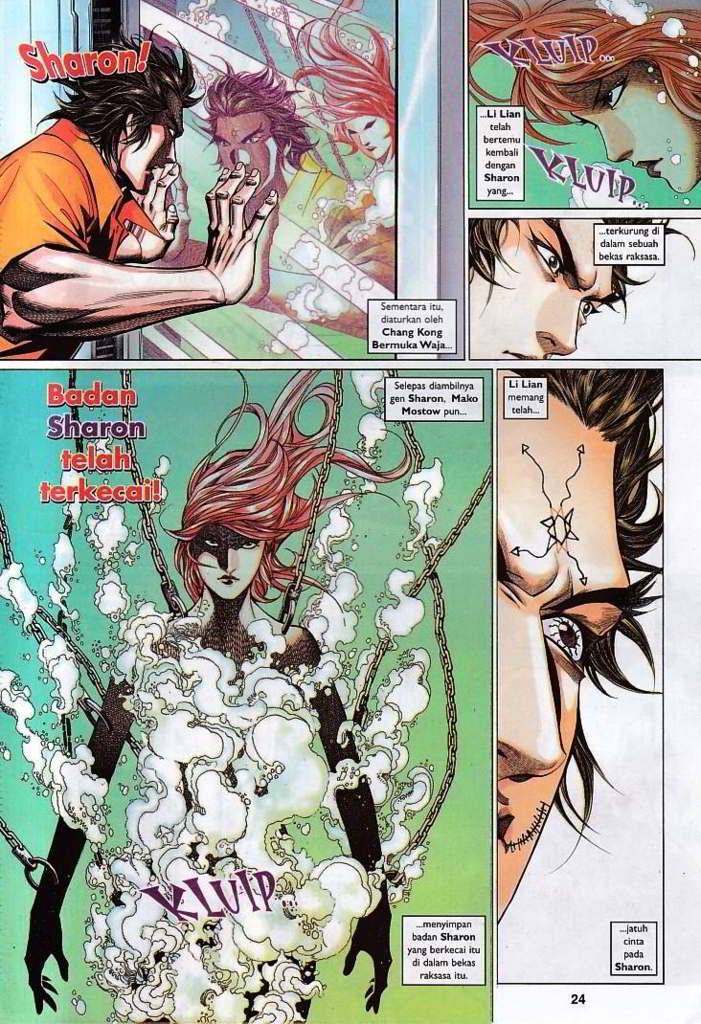 Sharon!
Sementara itu,
diaturkan oleh
Chang Kong
Bermuka Waja...
KLUIP...
...Li Lian
telah
bertemu
kembali
dengan
Sharon
yang...
KLUIP...
...terkurung di
dalam sebuah
bekas raksasa.
Badan
Sharon
telah
terkecai!
Selepas diambilnya
gen Sharon, Mako
Mostow pun...
KLUIP...
...menyimpan
badan Sharon
yang berkecai itu
di dalam bekas
raksasa itu.
Li Lian
memang
telah...
...jatuh
cinta
pada
Sharon.
24